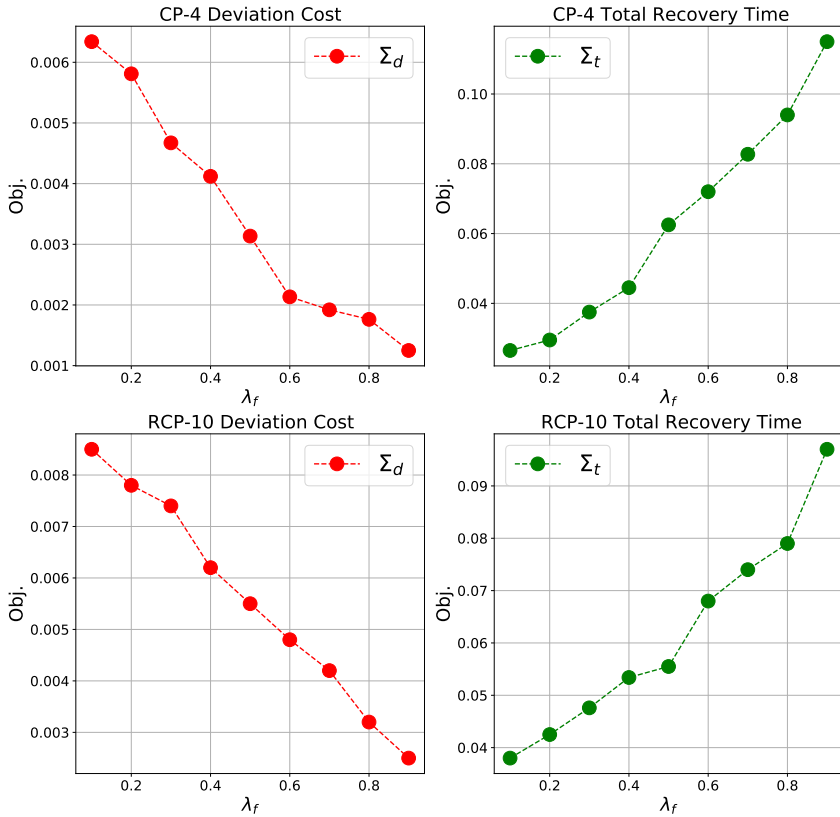 CP-4 Deviation Cost
Σd
Obj.
0.006
0.005
0.004
0.003
0.002
0.001
0.2 0.4 0.6 0.8
λf
CP-4 Total Recovery Time
Σt
Obj.
0.10
0.08
0.06
0.04
0.2 0.4 0.6 0.8
λf
RCP-10 Deviation Cost
Σd
Obj.
0.008
0.007
0.006
0.005
0.004
0.003
0.2 0.4 0.6 0.8
λf
RCP-10 Total Recovery Time
Σt
Obj.
0.09
0.08
0.07
0.06
0.05
0.04
0.2 0.4 0.6 0.8
λf